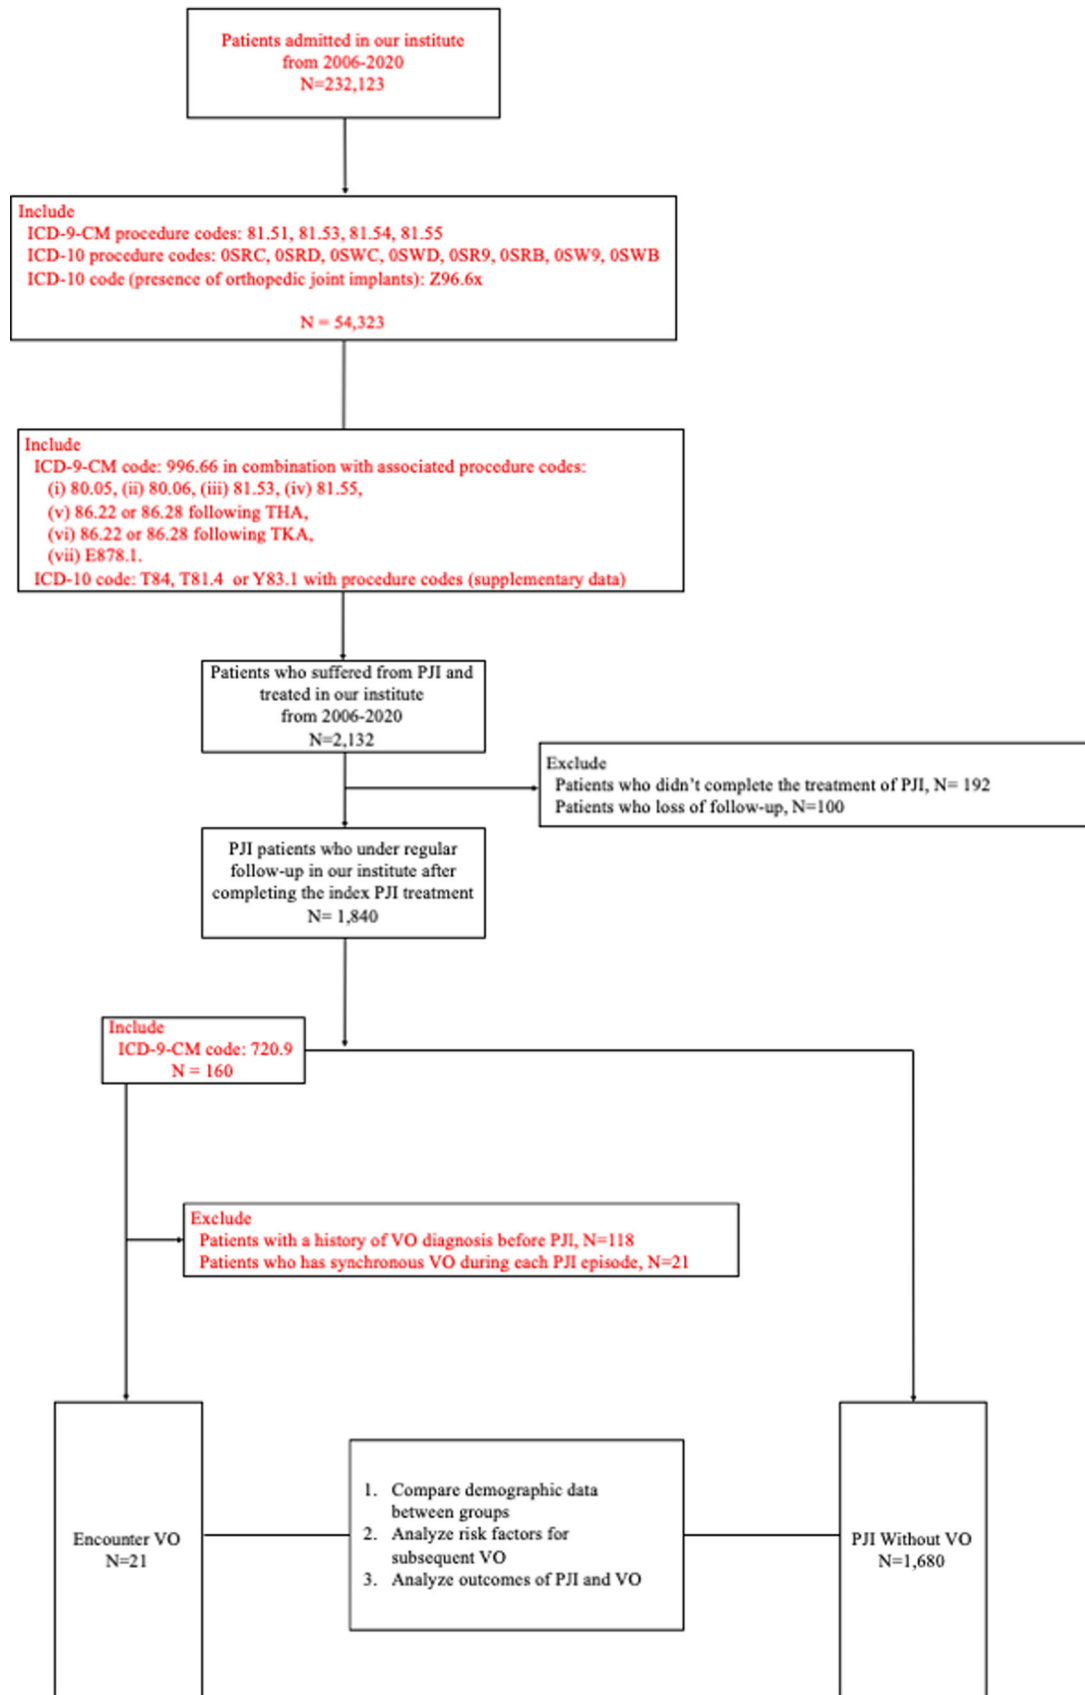 Patients admitted in our institute
from 2006-2020
N=232,123
Include
ICD-9-CM procedure codes: 81.51, 81.53, 81.54, 81.55
ICD-10 procedure codes: 0SRC, 0SRD, 0SWC, 0SWD, 0SR9, 0SRB, 0SW9, 0SWB
ICD-10 code (presence of orthopedic joint implants): Z96.6x
N = 54,323
Include
ICD-9-CM code: 996.66 in combination with associated procedure codes:
(i) 80.05, (ii) 80.06, (iii) 81.53, (iv) 81.55,
(v) 86.22 or 86.28 following THA,
(vi) 86.22 or 86.28 following TKA,
(vii) E878.1.
ICD-10 code: T84, T81.4 or Y83.1 with procedure codes (supplementary data)
Patients who suffered from PJI and
treated in our institute
from 2006-2020
N=2,132
Exclude
Patients who didn't complete the treatment of PJI, N= 192
Patients who loss of follow-up, N=100
PJI patients who under regular
follow-up in our institute after
completing the index PJI treatment
N= 1,840
Include
ICD-9-CM code: 720.9
N = 160
Exclude
Patients with a history of VO diagnosis before PJI, N=118
Patients who has synchronous VO during each PJI episode, N=21
Encounter VO
N=21
1. Compare demographic data
between groups
2. Analyze risk factors for
subsequent VO
3. Analyze outcomes of PJI and VO
PJI Without VO
N=1,680